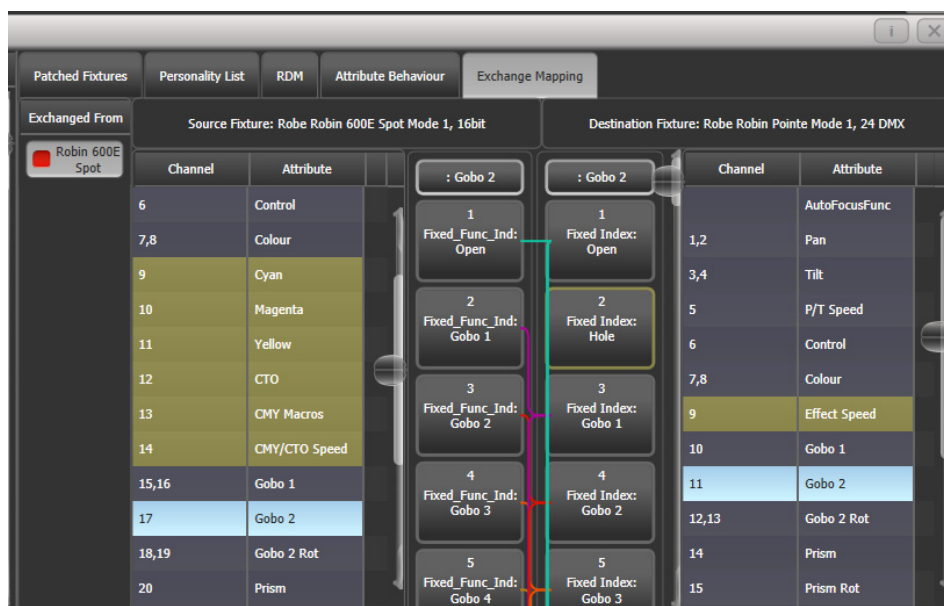 i X
Patched Fixtures Personality List RDM Attribute Behaviour Exchange Mapping
Exchanged From
Robin 600E
Spot
Source Fixture: Robe Robin 600E Spot Mode 1, 16bit
Channel Attribute
6 Control
7,8 Colour
9 Cyan
10 Magenta
11 Yellow
12 CTO
13 CMY Macros
14 CMY/CTO Speed
15,16 Gobo 1
17 Gobo 2
18,19 Gobo 2 Rot
20 Prism
: Gobo 2
1
Fixed_Func_Ind:
Open
2
Fixed_Func_Ind:
Gobo 1
3
Fixed_Func_Ind:
Gobo 2
4
Fixed_Func_Ind:
Gobo 3
5
Fixed_Func_Ind:
Gobo 4
: Gobo 2
1
Fixed Index:
Open
2
Fixed Index:
Hole
3
Fixed Index:
Gobo 1
4
Fixed Index:
Gobo 2
5
Fixed Index:
Gobo 3
Destination Fixture: Robe Robin Pointe Mode 1, 24 DMX
Channel Attribute
AutoFocusFunc
1,2 Pan
3,4 Tilt
5 P/T Speed
6 Control
7,8 Colour
9 Effect Speed
10 Gobo 1
11 Gobo 2
12,13 Gobo 2 Rot
14 Prism
15 Prism Rot